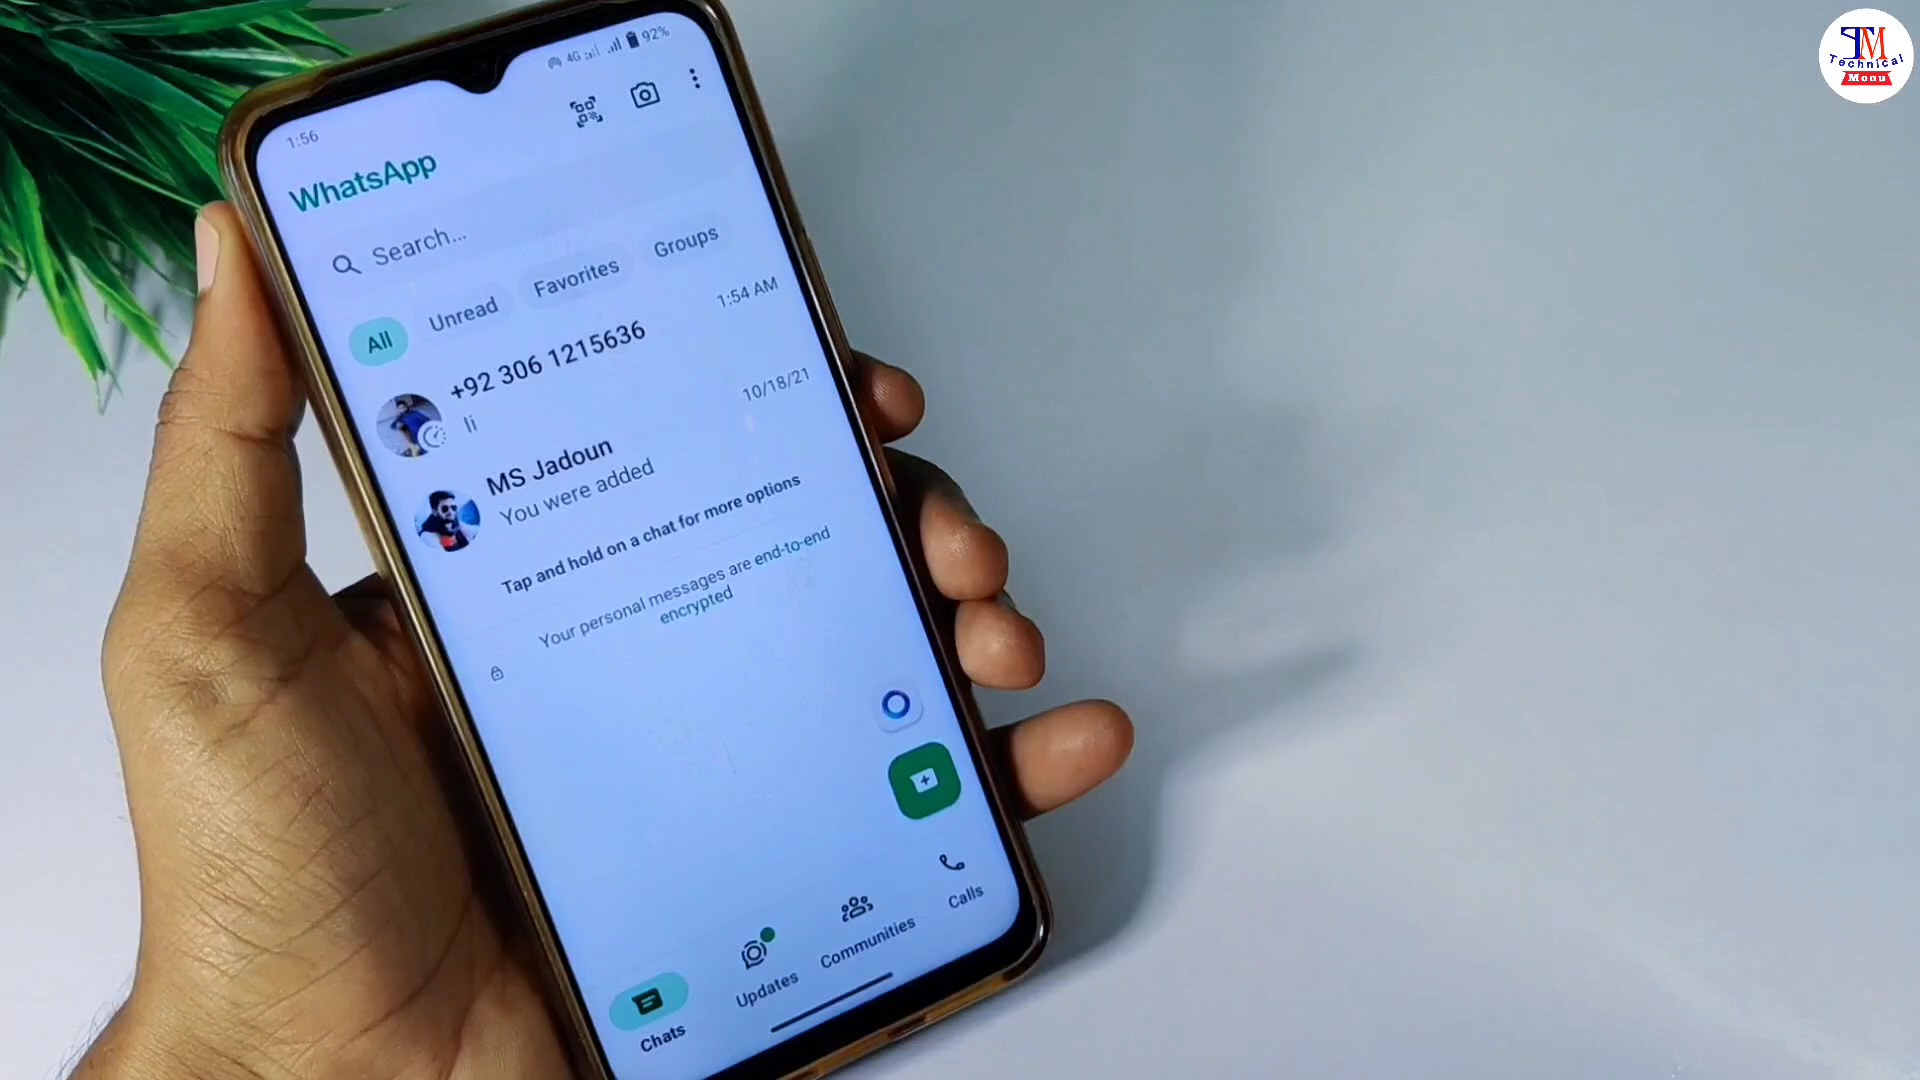 4G 92%
1:56
WhatsApp
Search...
All Unread Favorites Groups
+92 306 1215636 1:54 AM
li
MS Jadoun 10/18/21
You were added
Tap and hold on a chat for more options
Your personal messages are end-to-end
encrypted
Chats Updates Communities Calls
TM
Technical
Monu